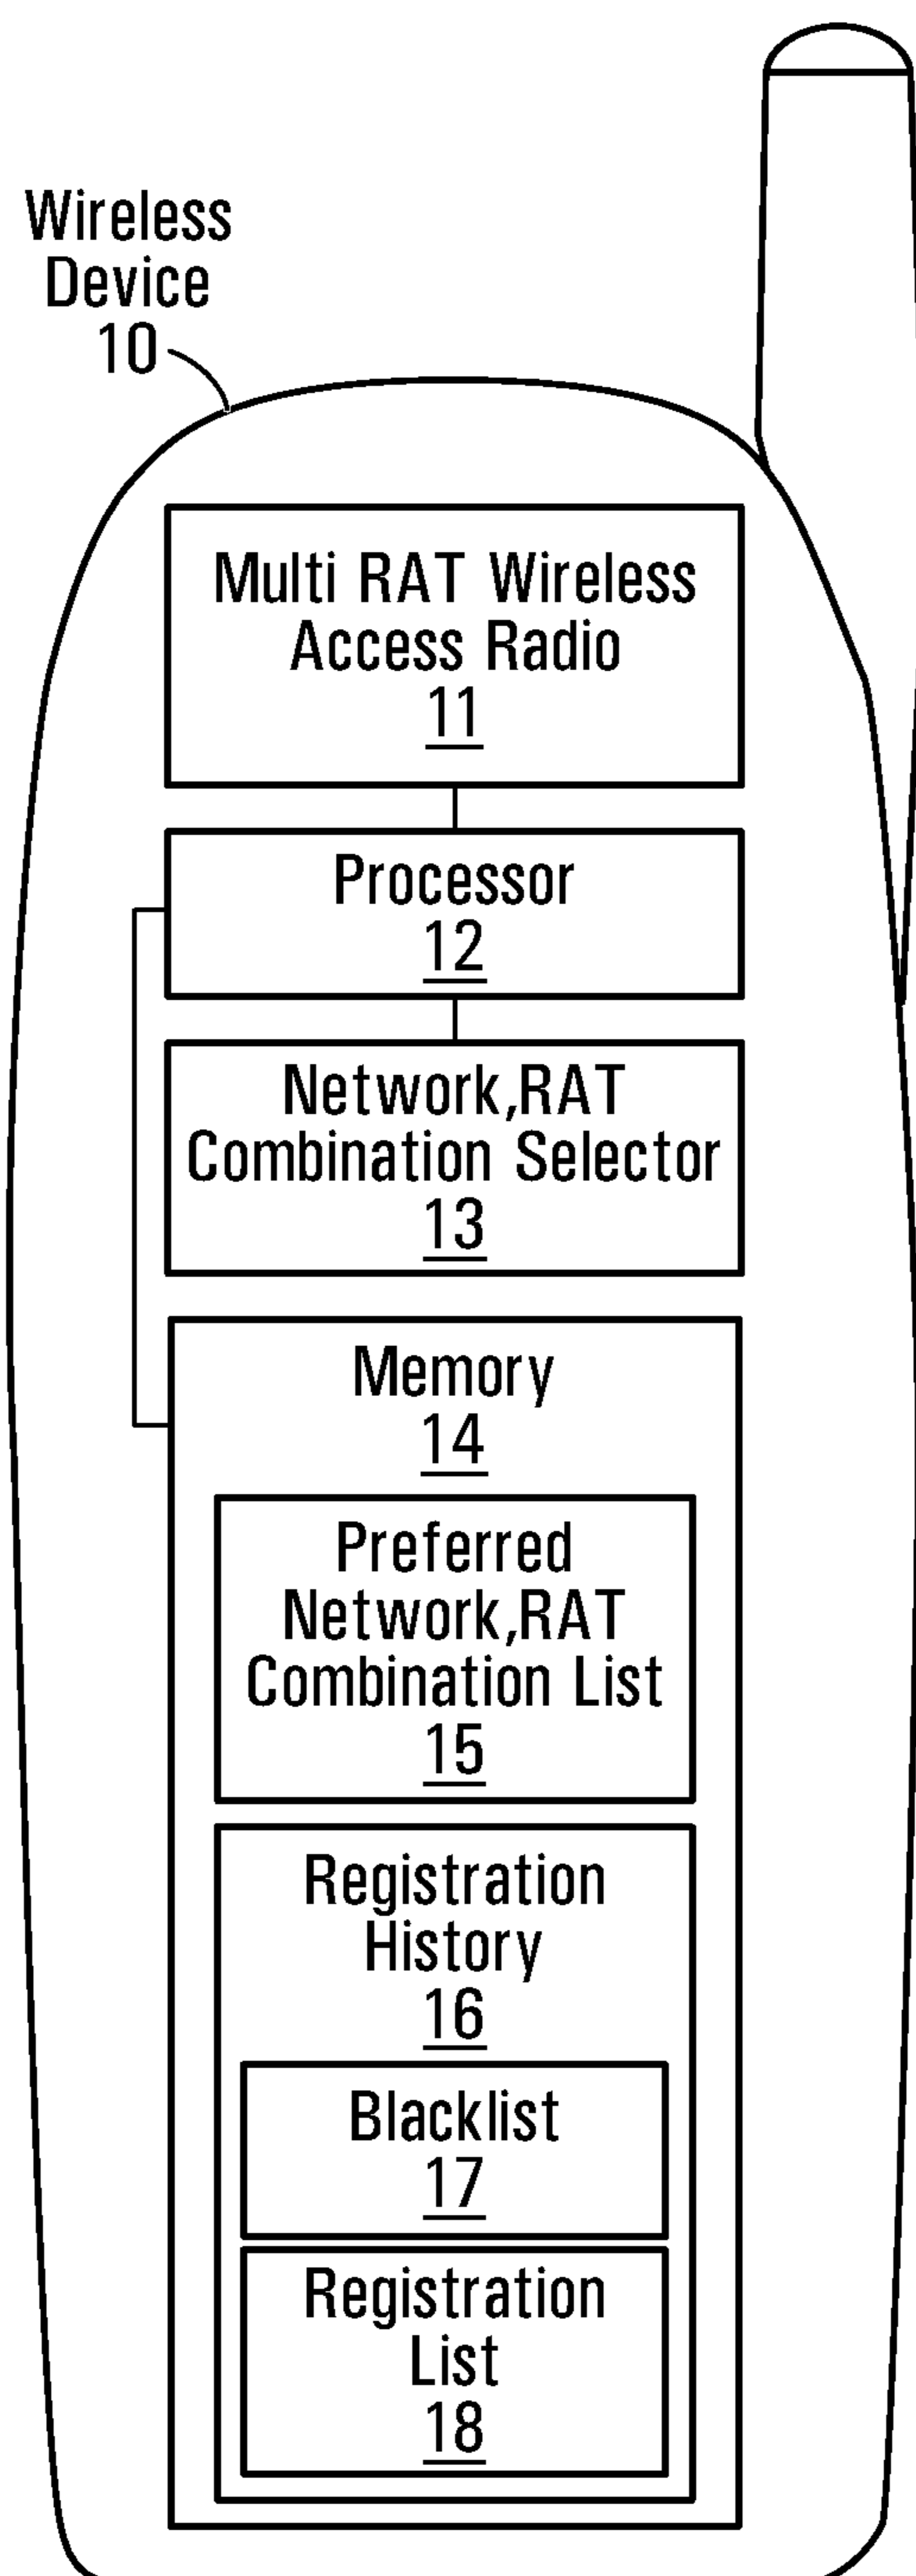 Wireless
Device
10
Multi RAT Wireless
Access Radio
11
Processor
12
Network,RAT
Combination Selector
13
Memory
14
Preferred
Network,RAT
Combination List
15
Registration
History
16
Blacklist
17
Registration
List
18